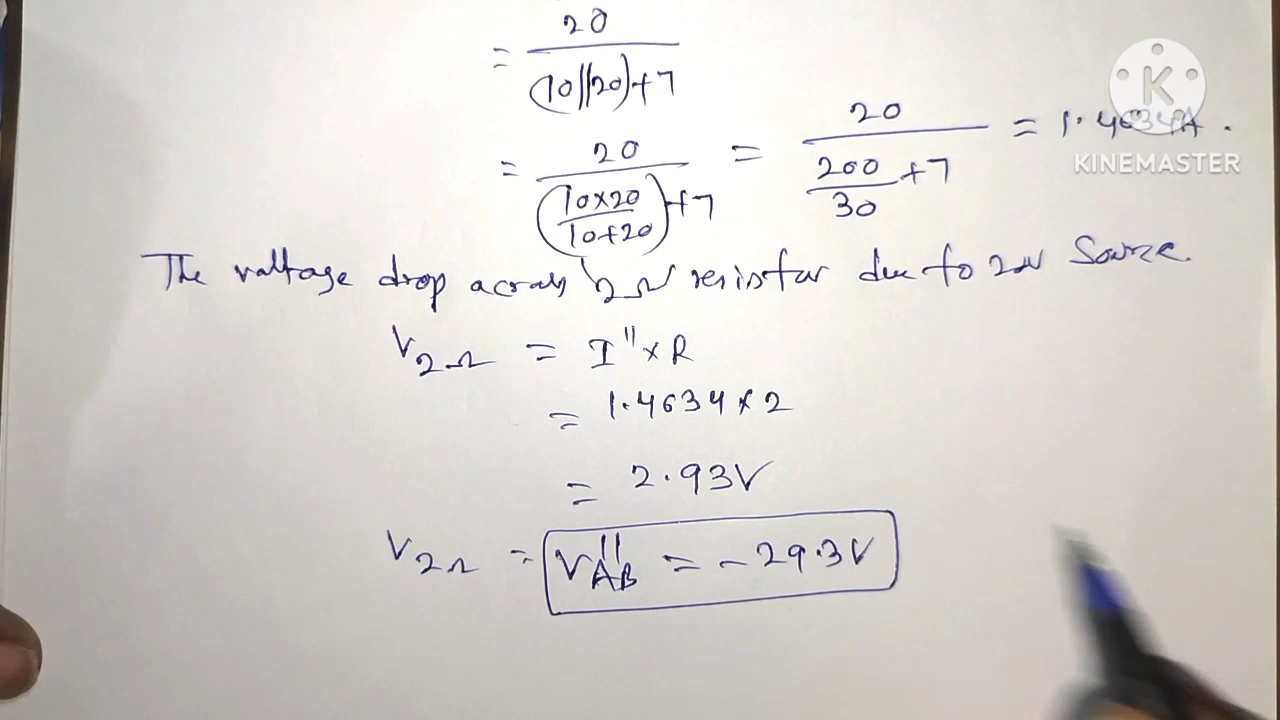 = 20 / (10||20)+7
= 20 / (10×20 / 10+20)+7 = 20 / 200/30 +7 = 1.4634A.
The voltage drop across 2Ω resistor due to 20V Source.
V2Ω = I''×R
= 1.4634×2
= 2.93V
V2Ω = V''AB = -29.3V
K
KINEMASTER